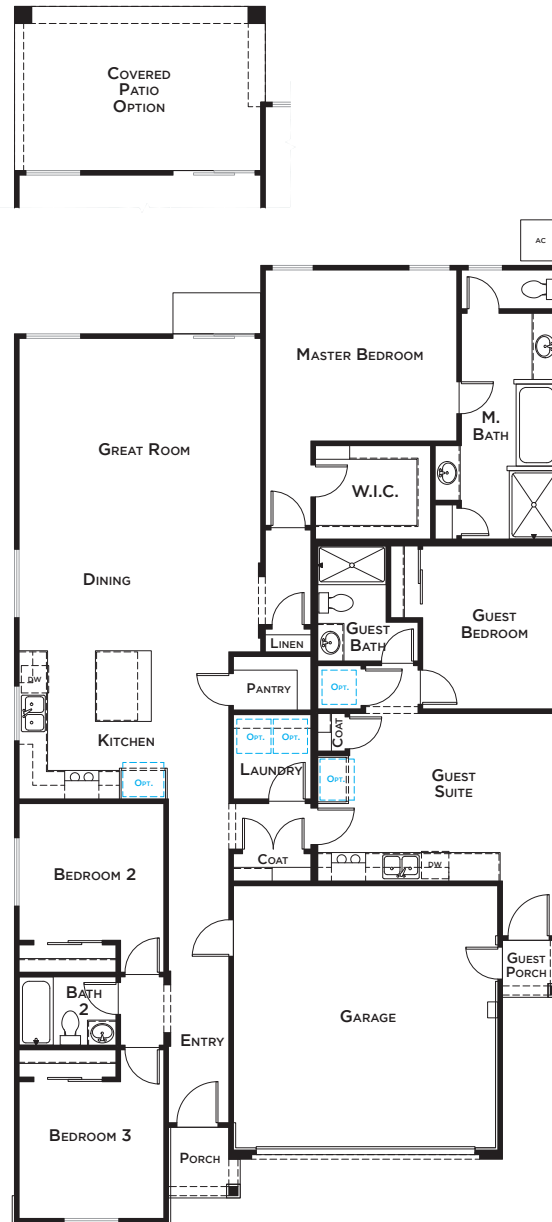 Covered
Patio
Option
AC
Master Bedroom
M.
Bath
Great Room
W.I.C.
Dining
Guest
Bedroom
Guest
Bath
Linen
DW
Pantry
Opt.
Kitchen
Opt.
Opt.
Coat
Laundry
Opt.
Opt.
Guest
Suite
Coat
DW
Bedroom 2
Guest
Porch
Bath
2
Garage
Entry
Bedroom 3
Porch